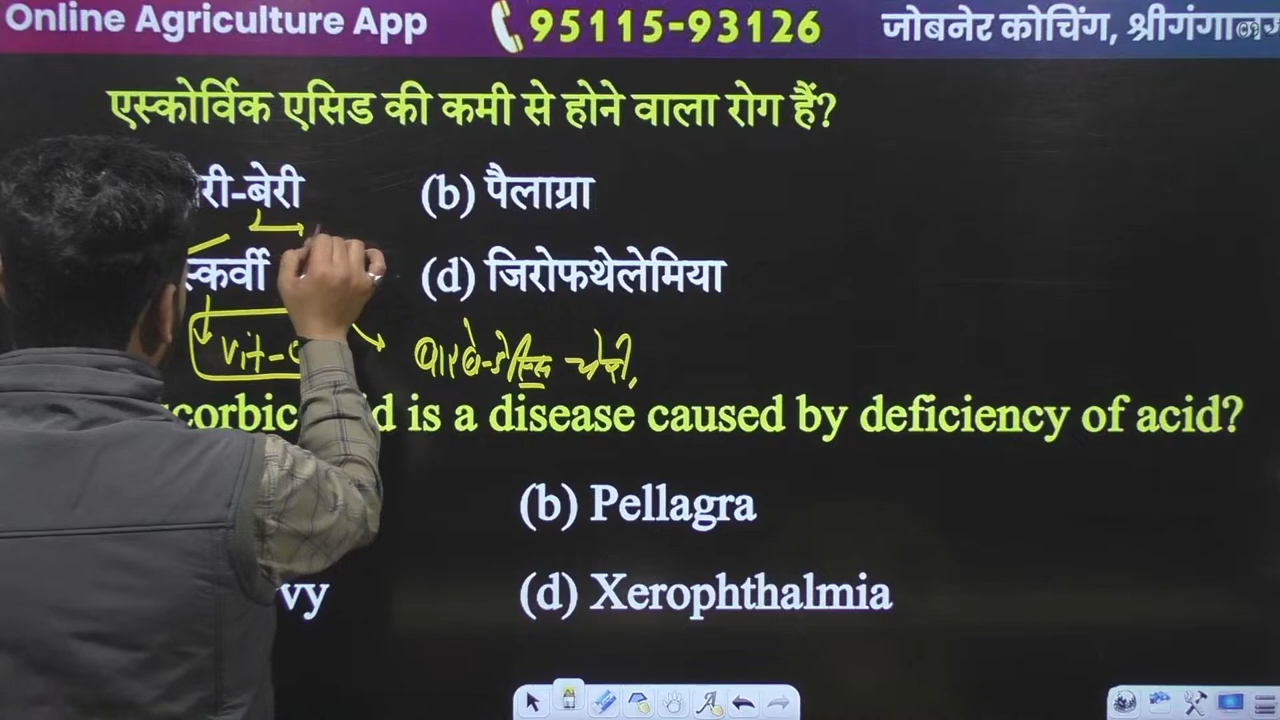 Online Agriculture App 95115-93126 जोबनेर कोचिंग, श्रीगंगा
एस्कोर्विक एसिड की कमी से होने वाला रोग हैं?
री-बेरी (b) पैलाग्रा
स्कर्वी (d) जिरोफथेलेमिया
Vit-c
corbic d is a disease caused by deficiency of acid?
(b) Pellagra
vy (d) Xerophthalmia